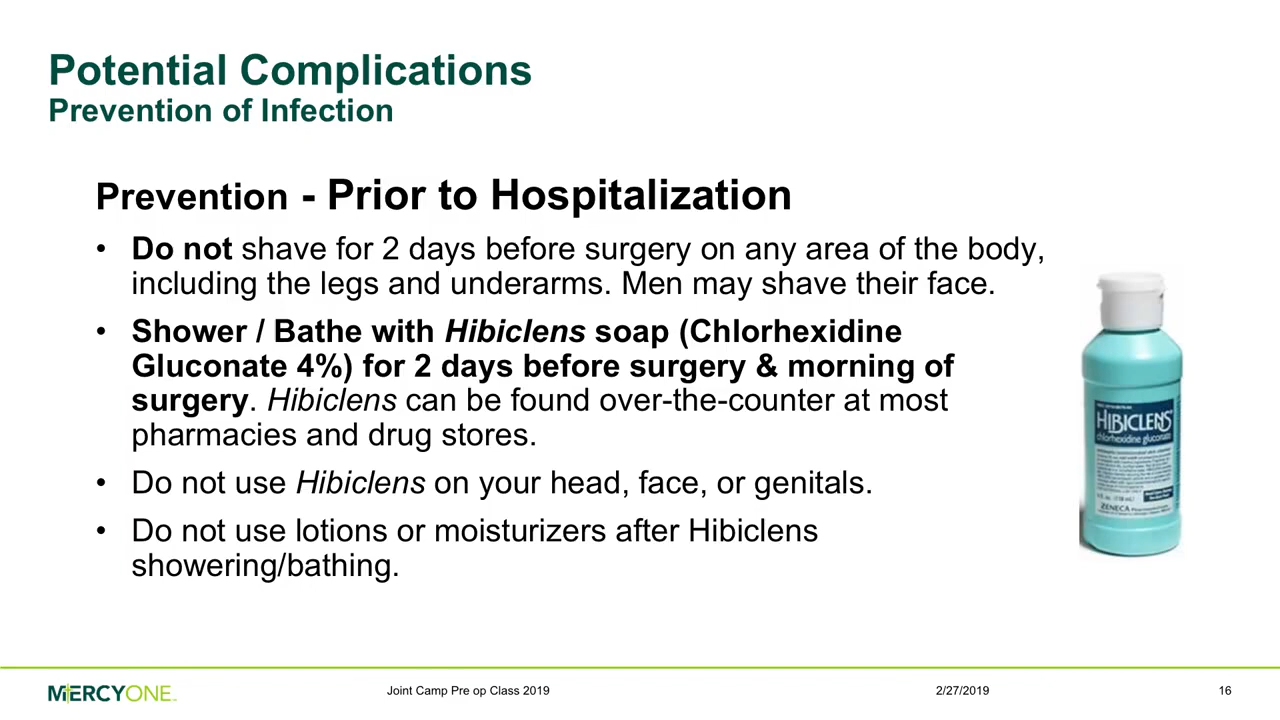 Potential Complications
Prevention of Infection
Prevention - Prior to Hospitalization
• Do not shave for 2 days before surgery on any area of the body,
including the legs and underarms. Men may shave their face.
• Shower / Bathe with Hibiclens soap (Chlorhexidine
Gluconate 4%) for 2 days before surgery & morning of
surgery. Hibiclens can be found over-the-counter at most
pharmacies and drug stores.
• Do not use Hibiclens on your head, face, or genitals.
• Do not use lotions or moisturizers after Hibiclens
showering/bathing.
HIBICLENS
chlorhexidine gluconate
ZENECA
MERCYONE
Joint Camp Pre op Class 2019
2/27/2019
16